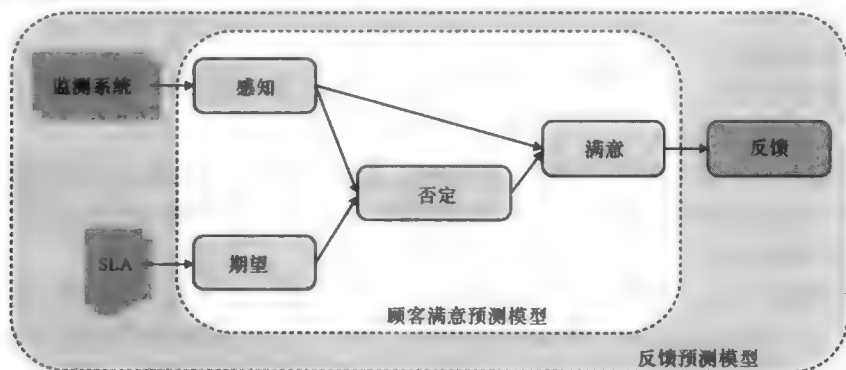 监测系统
感知
满意
反馈
否定
SLA
期望
顾客满意预测模型
反馈预测模型